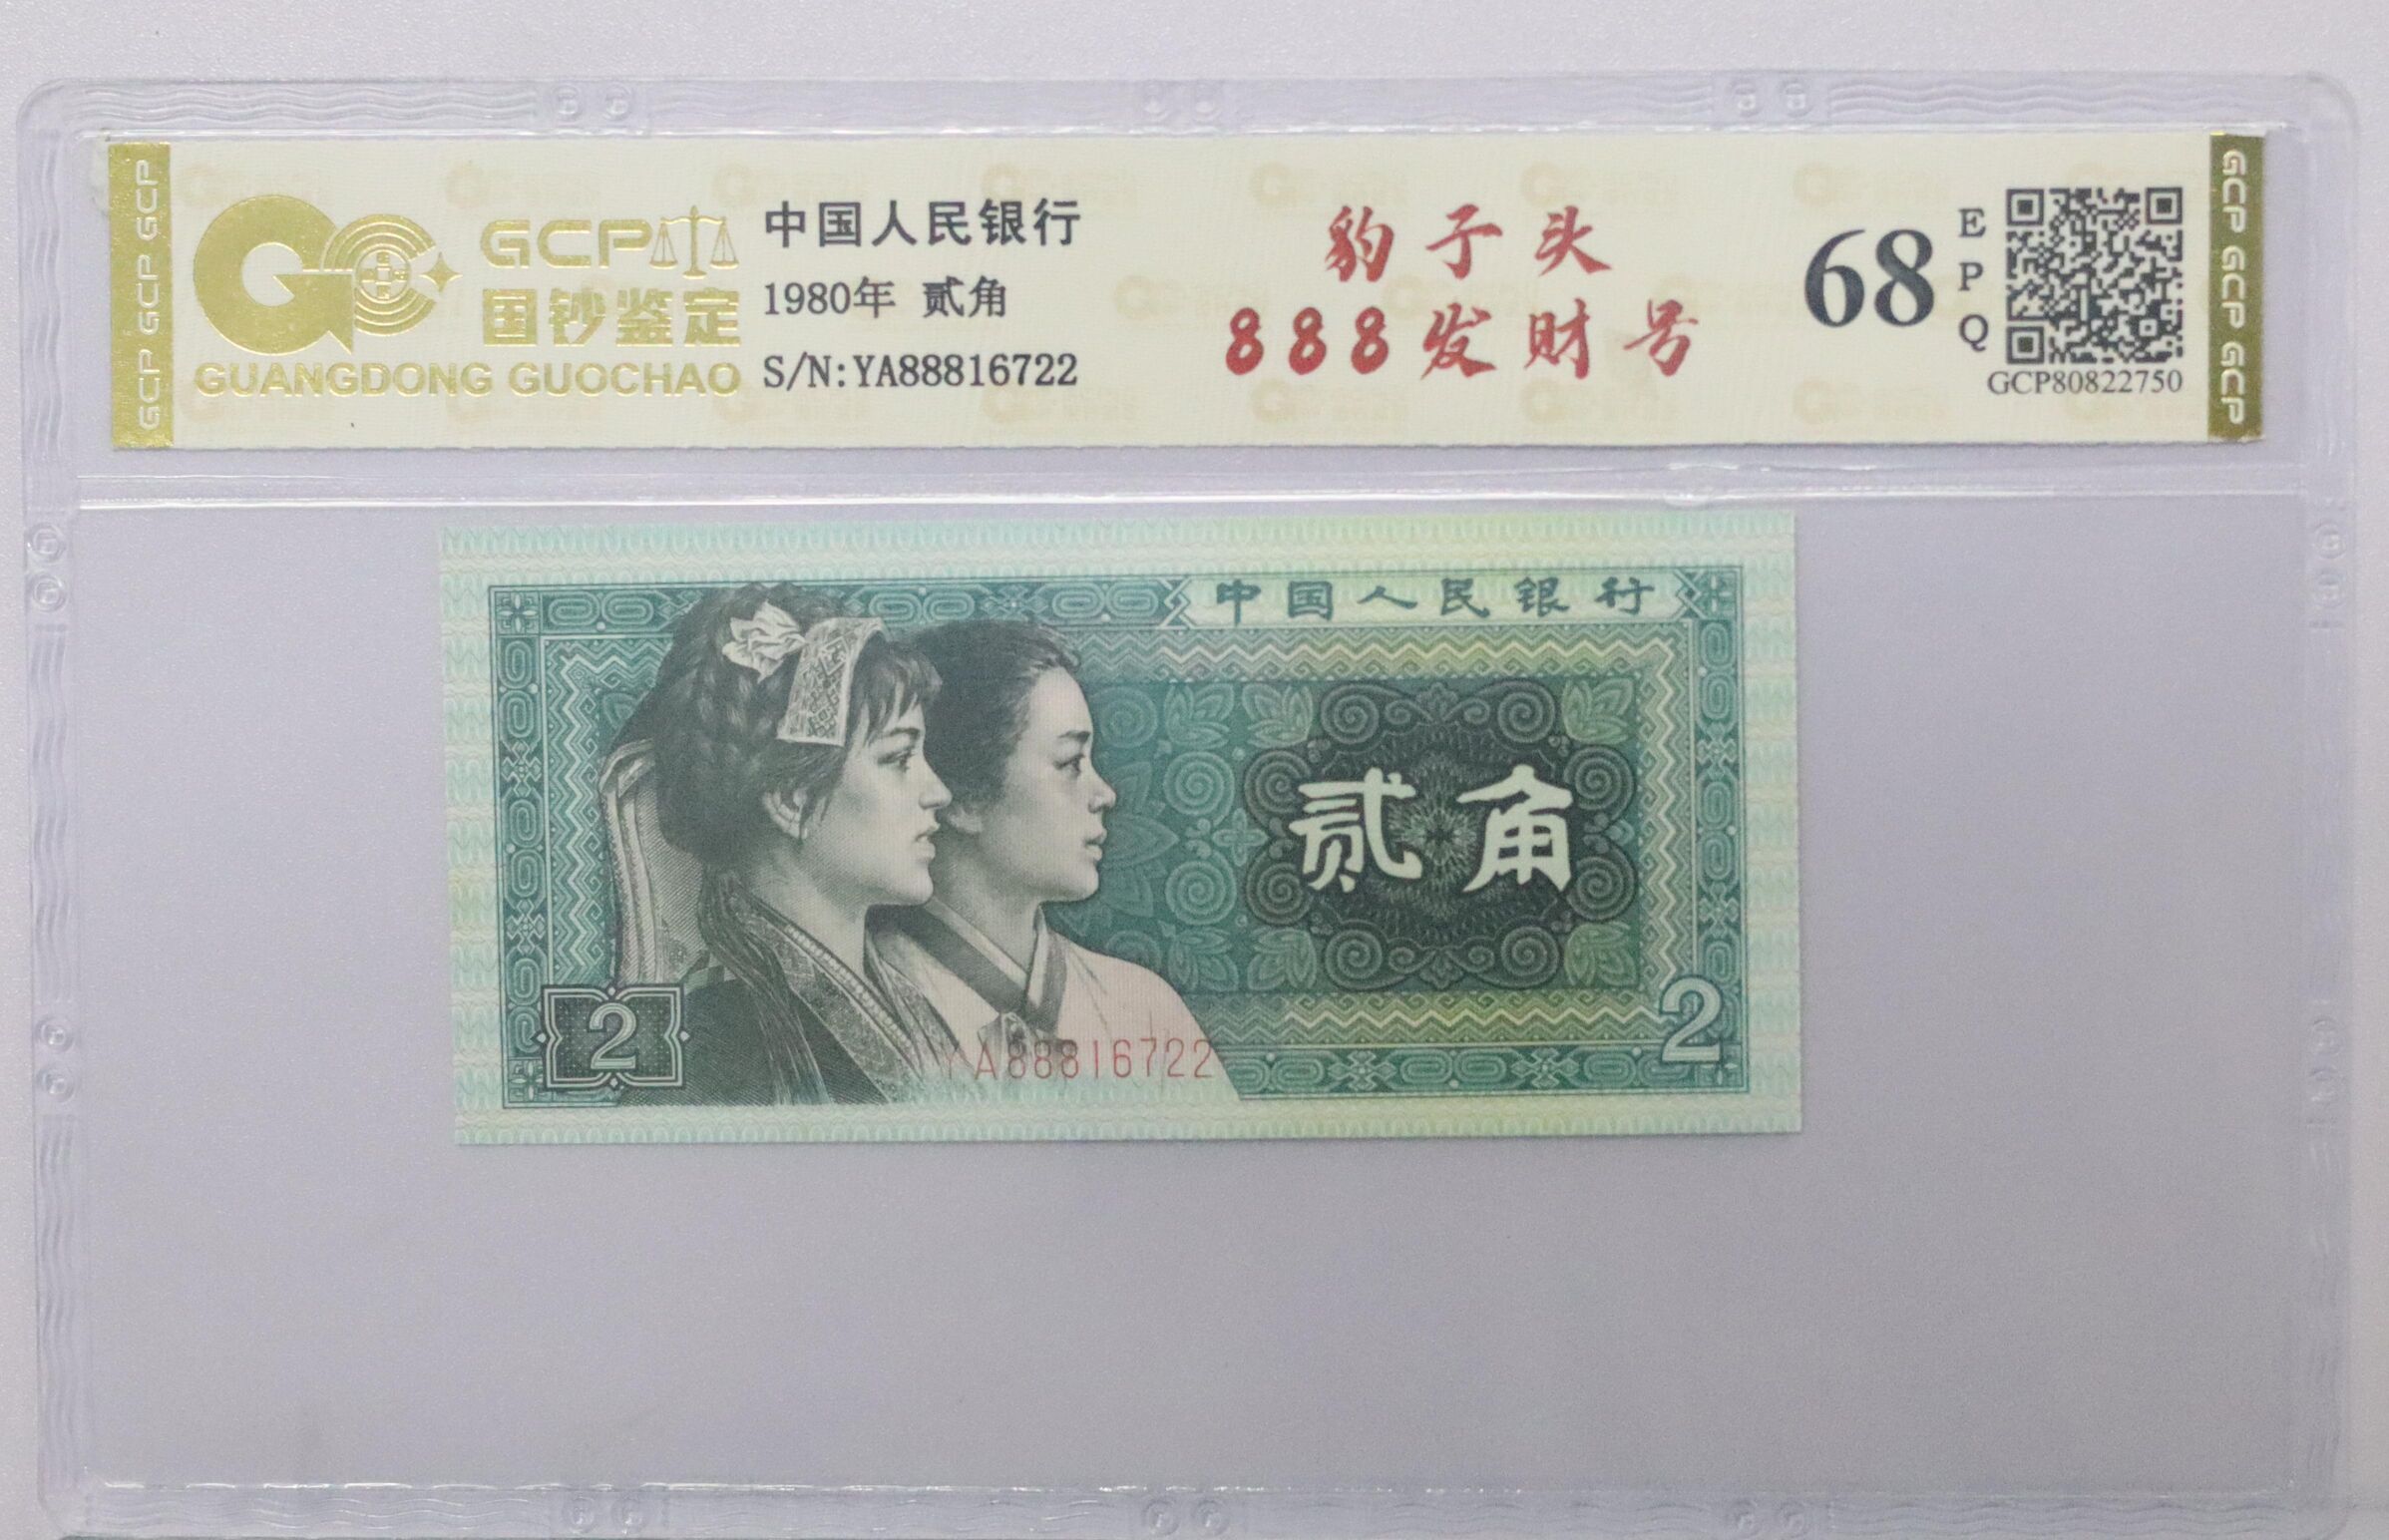 GCP GCP GCP
GCP
国钞鉴定
GUANGDONG GUOCHAO
中国人民银行
1980年 贰角
S/N:YA88816722
豹子头
888发财号
68
EPQ
GCP80822750
GCP GCP GCP
中国人民银行
贰角
2
YA88816722
2